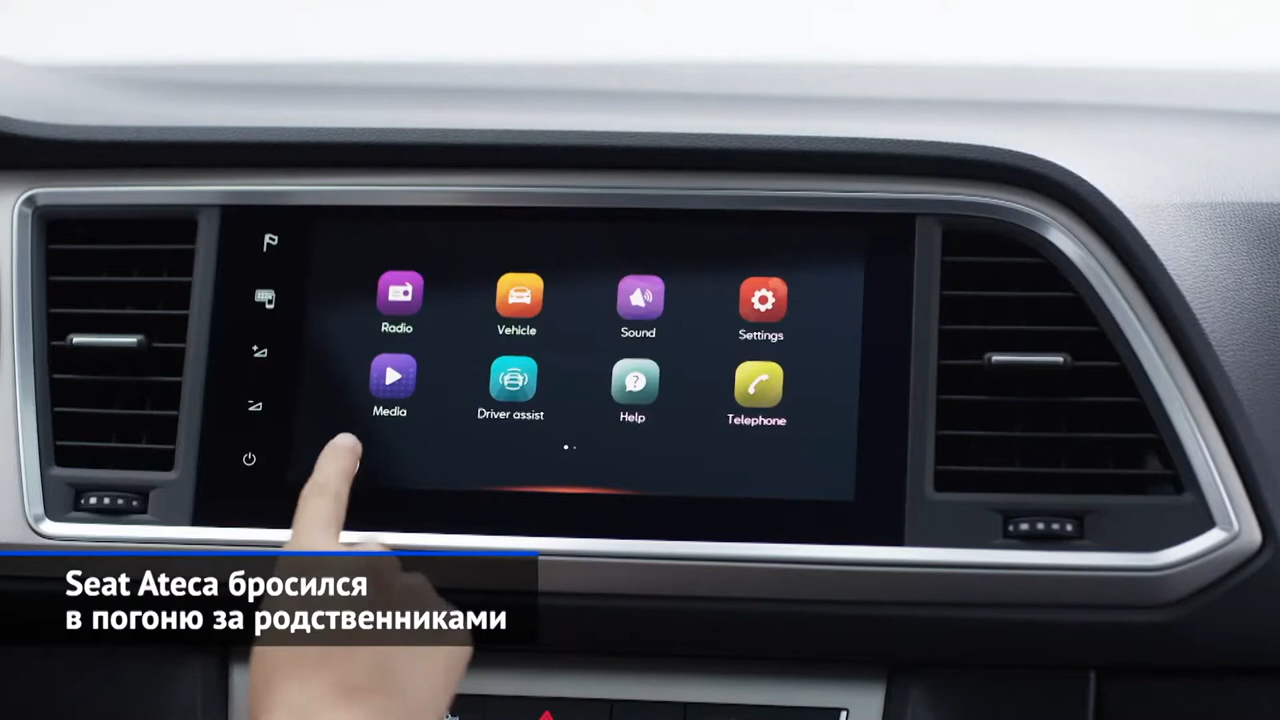 Radio
Vehicle
Sound
Settings
Media
Driver assist
Help
Telephone
Seat Ateca бросился
в погоню за родственниками